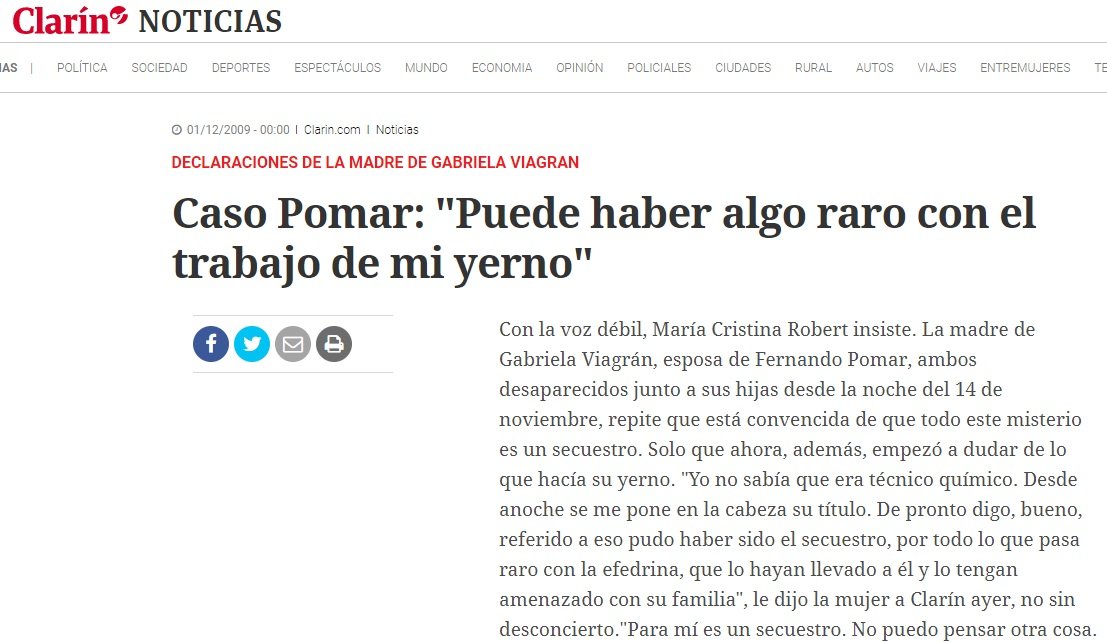 Clarín NOTICIAS
IAS | POLÍTICA SOCIEDAD DEPORTES ESPECTÁCULOS MUNDO ECONOMIA OPINIÓN POLICIALES CIUDADES RURAL AUTOS VIAJES ENTREMUJERES TE
01/12/2009 - 00:00 | Clarin.com | Noticias
DECLARACIONES DE LA MADRE DE GABRIELA VIAGRAN
Caso Pomar: "Puede haber algo raro con el
trabajo de mi yerno"
Con la voz débil, María Cristina Robert insiste. La madre de
Gabriela Viagrán, esposa de Fernando Pomar, ambos
desaparecidos junto a sus hijas desde la noche del 14 de
noviembre, repite que está convencida de que todo este misterio
es un secuestro. Solo que ahora, además, empezó a dudar de lo
que hacía su yerno. "Yo no sabía que era técnico químico. Desde
anoche se me pone en la cabeza su título. De pronto digo, bueno,
referido a eso pudo haber sido el secuestro, por todo lo que pasa
raro con la efedrina, que lo hayan llevado a él y lo tengan
amenazado con su familia", le dijo la mujer a Clarín ayer, no sin
desconcierto."Para mí es un secuestro. No puedo pensar otra cosa.